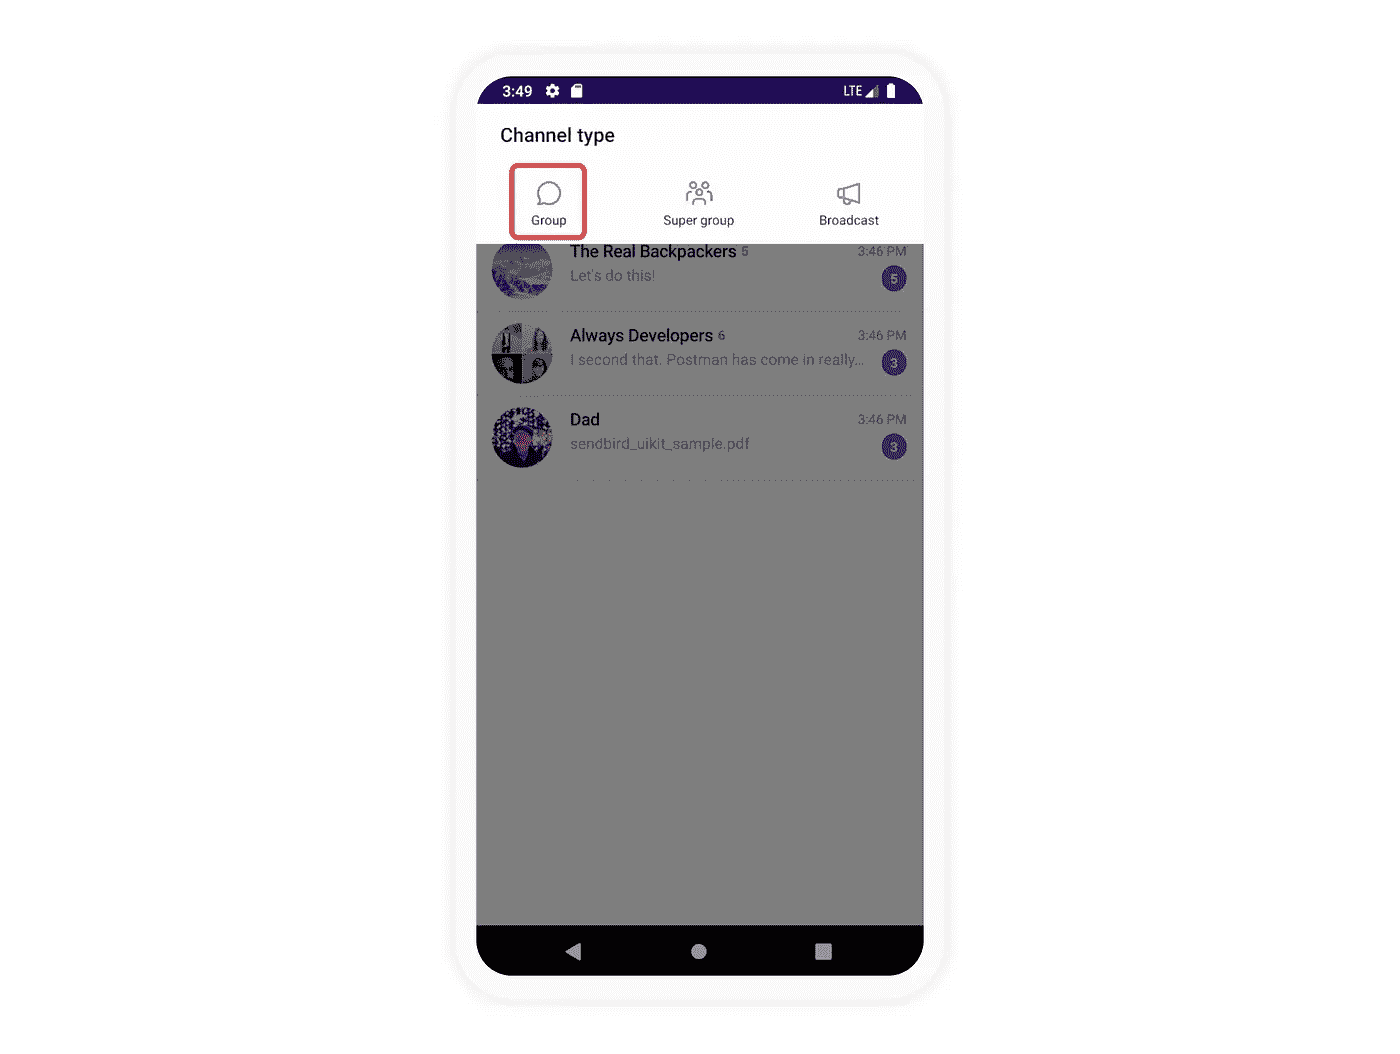 3:49 LTE
Channel type
Group Super group Broadcast
The Real Backpackers 5 3:46 PM
Let's do this! 5
Always Developers 6 3:46 PM
I second that. Postman has come in really... 3
Dad 3:46 PM
sendbird_uikit_sample.pdf 3